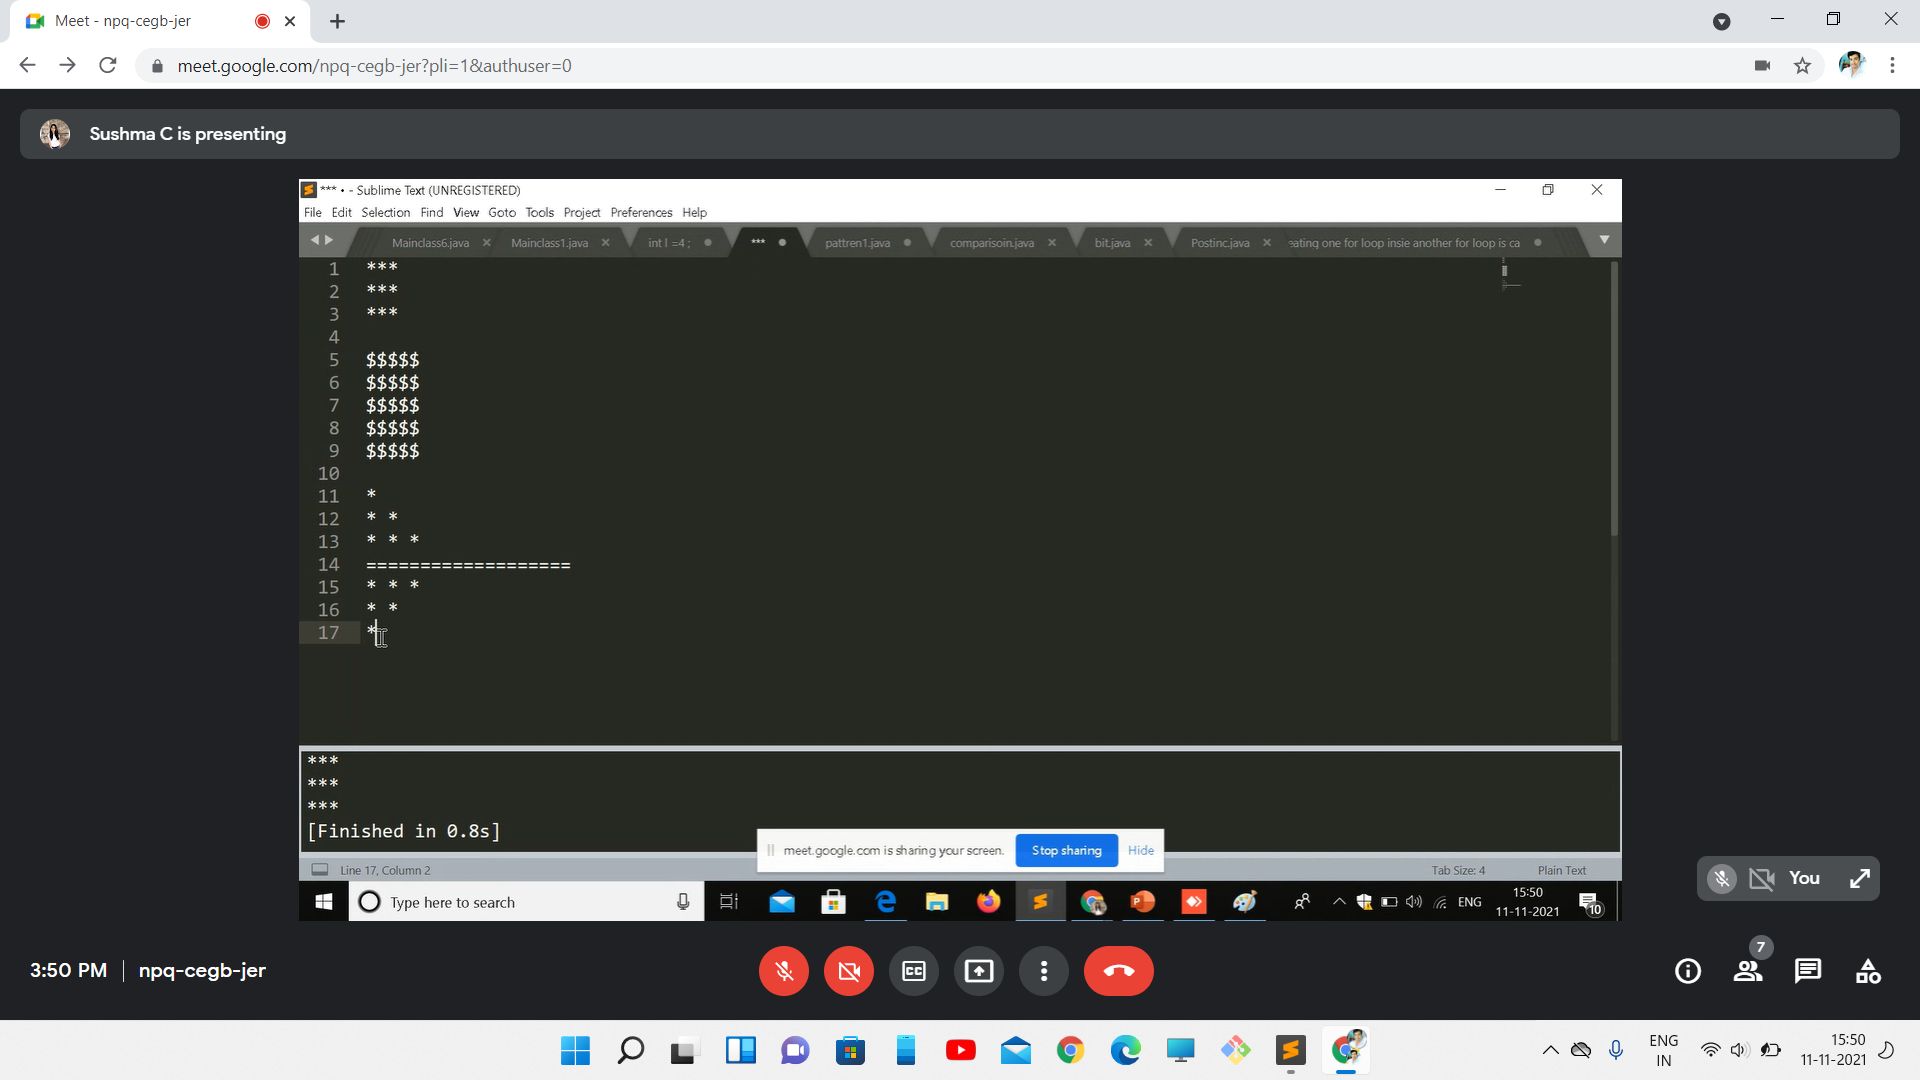 Meet - npq-cegb-jer
meet.google.com/npq-cegb-jer?pli=1&authuser=0
Sushma C is presenting
*** • - Sublime Text (UNREGISTERED)
File Edit Selection Find View Goto Tools Project Preferences Help
Mainclass6.java Mainclass1.java int I =4 ; *** pattren1.java comparisoin.java bit.java Postinc.java eating one for loop insie another for loop is ca
1 ***
2 ***
3 ***
4
5 $$$$$
6 $$$$$
7 $$$$$
8 $$$$$
9 $$$$$
10
11 *
12 * *
13 * * *
14 ===================
15 * * *
16 * *
17 *
***
***
***
[Finished in 0.8s]
meet.google.com is sharing your screen. Stop sharing Hide
Line 17, Column 2 Tab Size: 4 Plain Text
You
Type here to search
ENG
15:50
11-11-2021
10
3:50 PM | npq-cegb-jer
CC
7
ENG
IN
15:50
11-11-2021